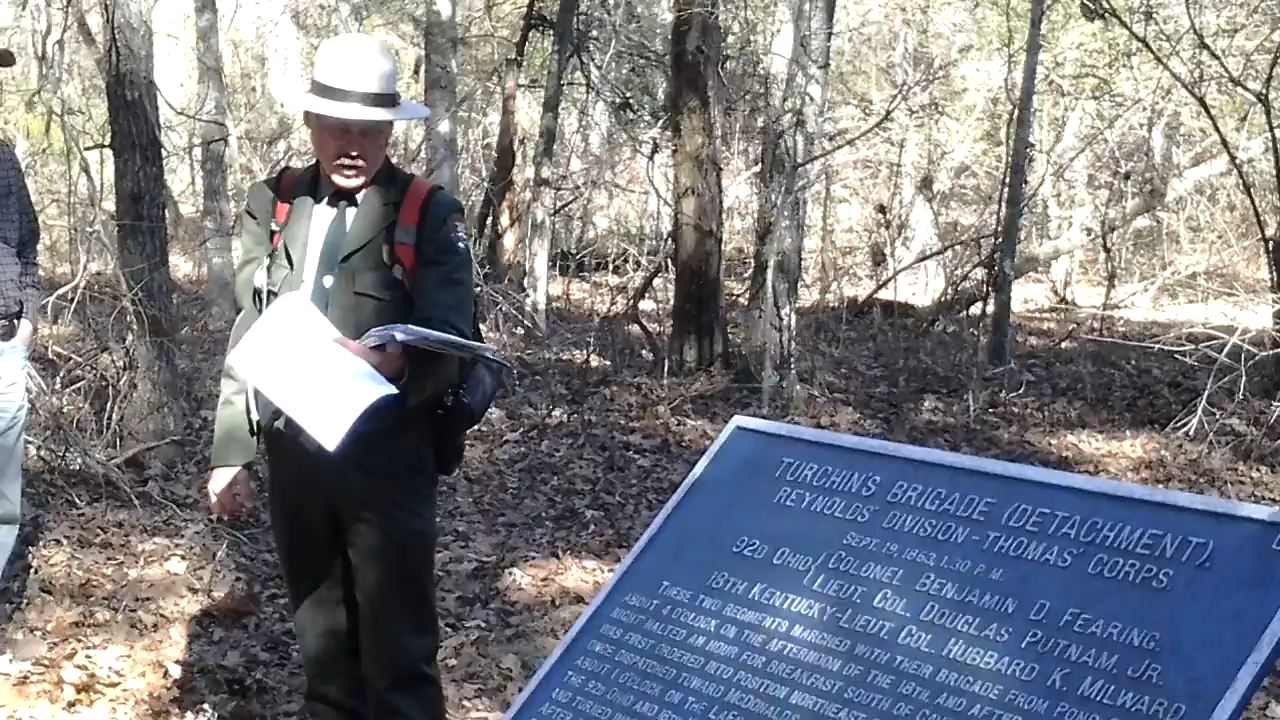 TURCHIN'S BRIGADE (DETACHMENT).
REYNOLDS' DIVISION-THOMAS' CORPS.
SEPT. 19, 1863, 1.30 P.M.
92D OHIO {COLONEL BENJAMIN D. FEARING.
LIEUT. COL. DOUGLAS PUTNAM, JR.
18TH KENTUCKY-LIEUT. COL. HUBBARD K. MILWARD
THESE TWO REGIMENTS MARCHED WITH THEIR BRIGADE FROM POND
ABOUT 4 O'CLOCK ON THE AFTERNOON OF THE 18TH, AND AFTER
NIGHT HALTED AN HOUR FOR BREAKFAST SOUTH OF
WAS FIRST ORDERED INTO POSITION NORTHEAST
ONCE DISPATCHED TOWARD MCDONALDS
ABOUT 1 O'CLOCK ON THE
THE 92D OHIO AND
AND TURNED